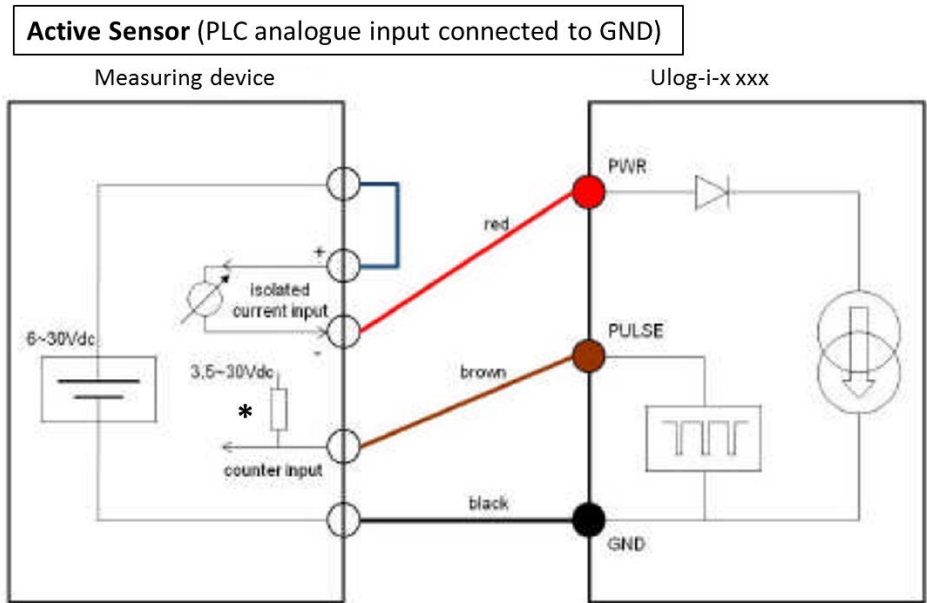 Active Sensor (PLC analogue input connected to GND)
Measuring device
Ulog-i-x xxx
PWR
red
+
isolated
current input
-
6~30Vdc
PULSE
3,5~30Vdc
brown
*
counter input
black
GND